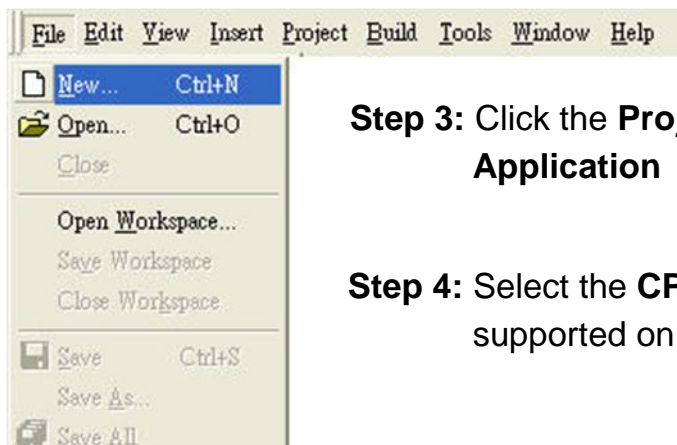 File Edit View Insert Project Build Tools Window Help
New... Ctrl+N
Open... Ctrl+O
Close
Open Workspace...
Save Workspace
Close Workspace
Save Ctrl+S
Save As...
Save All
Step 3: Click the
Application
Step 4: Select the
supported on